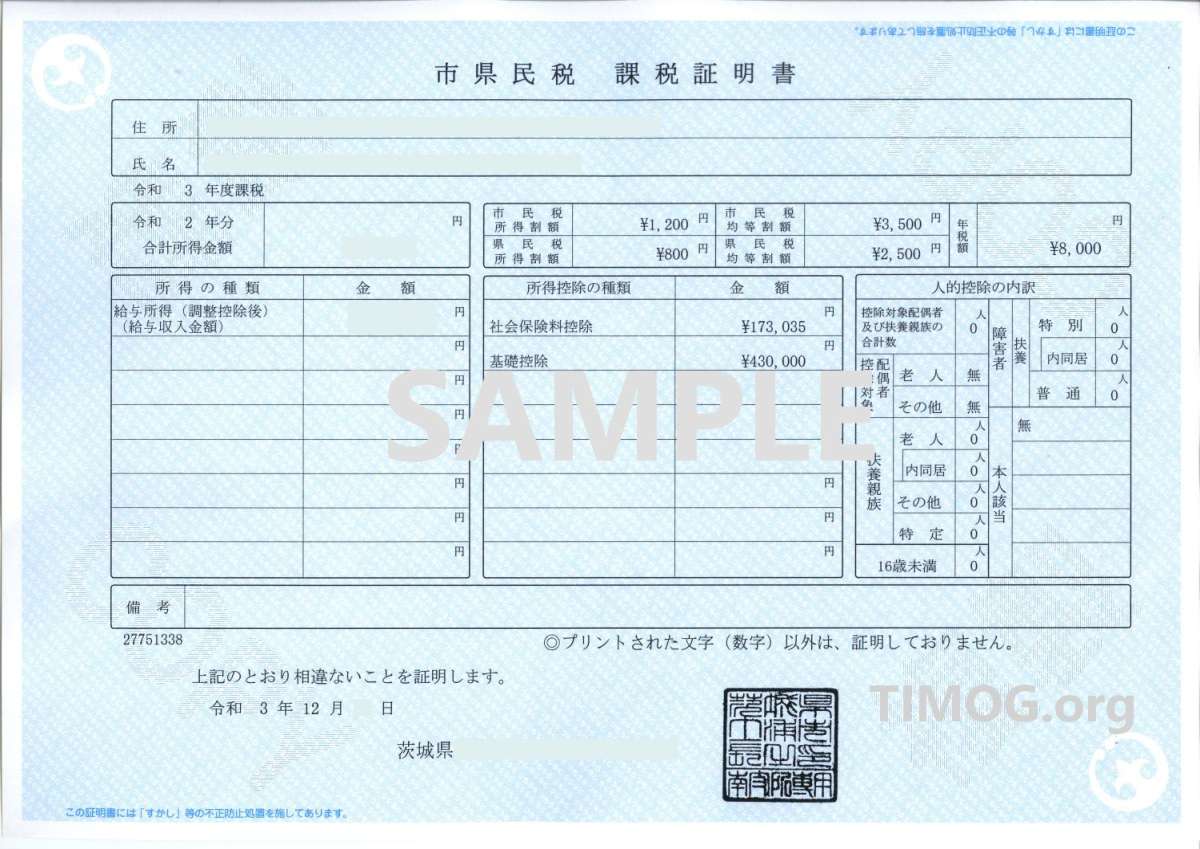 この証明書には「すかし」等の不正防止処置を施してあります。
市県民税 課税証明書
住所
氏名
令和 3 年度課税
令和 2 年分
合計所得金額
円
市民税
所得割額
¥1,200 円
市民税
均等割額
¥3,500 円
県民税
所得割額
¥800 円
県民税
均等割額
¥2,500 円
年税額
円
¥8,000
所得の種類 金額
給与所得（調整控除後） 円
（給与収入金額）
円
円
円
円
円
円
円
所得控除の種類 金額
円
社会保険料控除 ¥173,035
円
基礎控除 ¥430,000
円
円
円
人的控除の内訳
控除対象配偶者
及び扶養親族の
合計数
人
0
控除対象
配偶者
老人 無
その他 無
扶養親族
老人 人 0
内同居 人 0
その他 人 0
特定 人 0
16歳未満 人 0
障害者
扶養
特別 人 0
内同居 人 0
普通 人 0
本人該当
無
備考
27751338
◎プリントされた文字（数字）以外は、証明しておりません。
上記のとおり相違ないことを証明します。
令和 3 年 12 月 日
茨城県
SAMPLE
TIMOG.org
この証明書には「すかし」等の不正防止処置を施してあります。